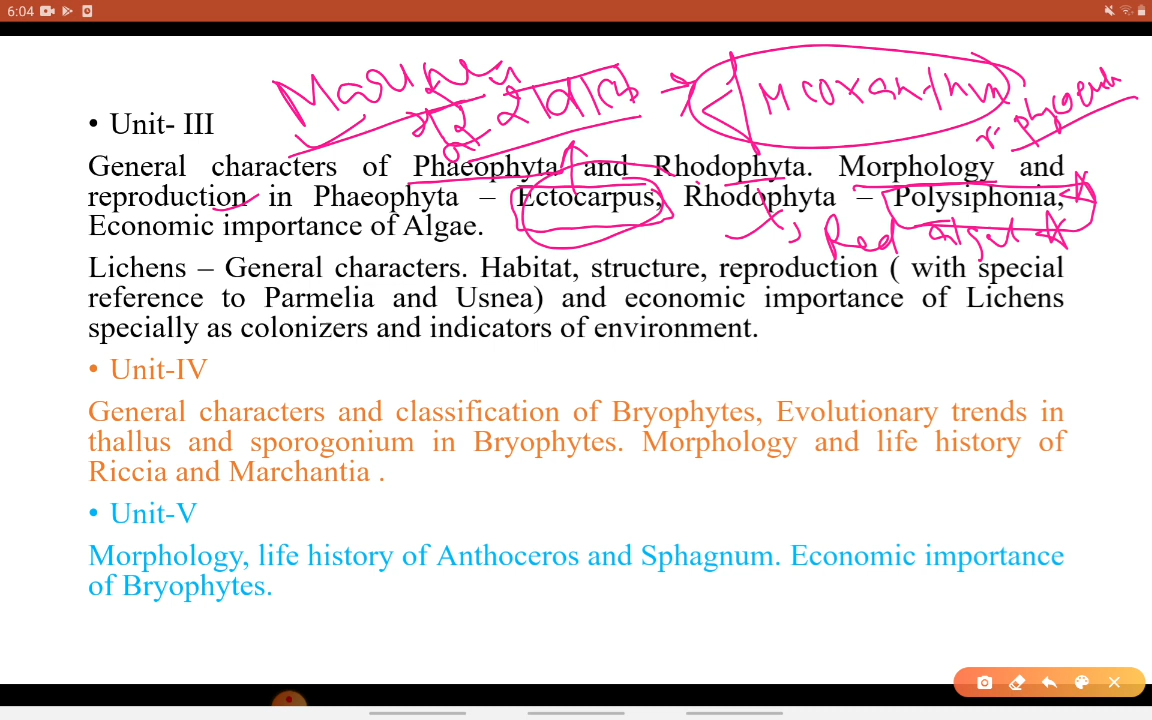 6:04
Marine
शैवाल
r. phycoeryth
• Unit- III
General characters of Phaeophyta and Rhodophyta. Morphology and
reproduction in Phaeophyta – Ectocarpus, Rhodophyta – Polysiphonia,
Red algal
Economic importance of Algae.
Lichens – General characters. Habitat, structure, reproduction ( with special
reference to Parmelia and Usnea) and economic importance of Lichens
specially as colonizers and indicators of environment.
• Unit-IV
General characters and classification of Bryophytes, Evolutionary trends in
thallus and sporogonium in Bryophytes. Morphology and life history of
Riccia and Marchantia .
• Unit-V
Morphology, life history of Anthoceros and Sphagnum. Economic importance
of Bryophytes.